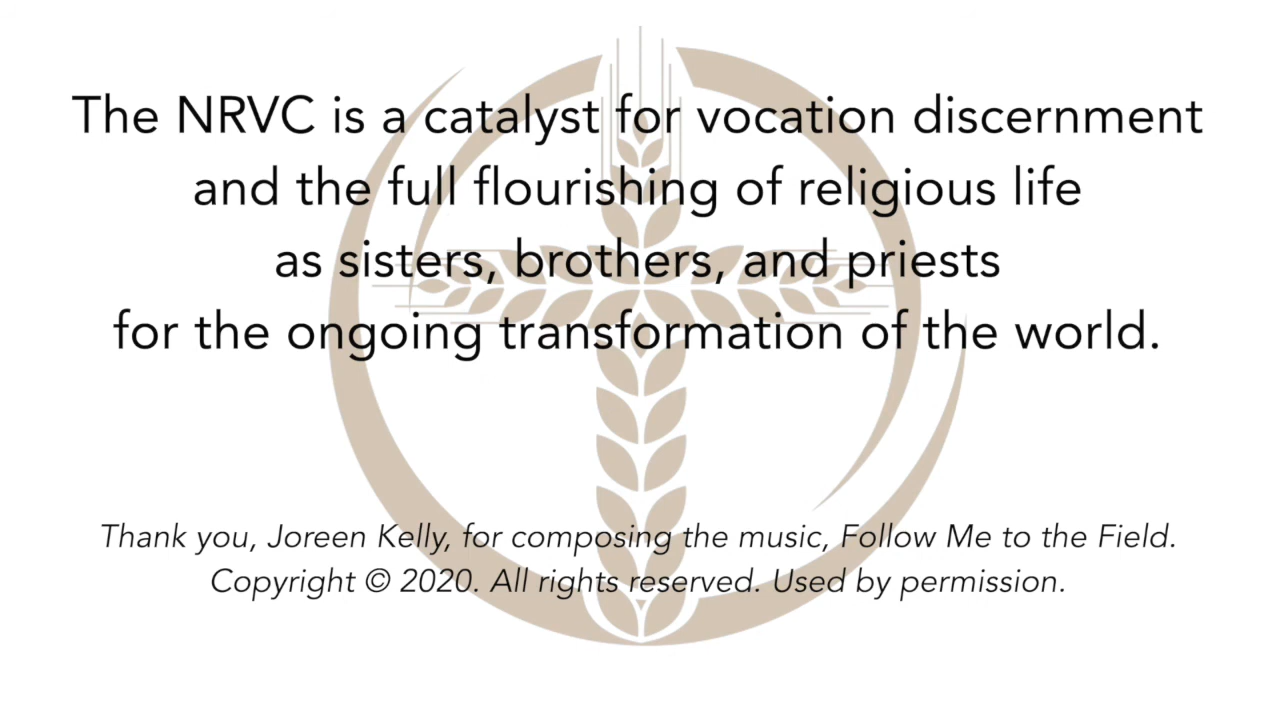 The NRVC is a catalyst for vocation discernment
and the full flourishing of religious life
as sisters, brothers, and priests
for the ongoing transformation of the world.
Thank you, Joreen Kelly, for composing the music, Follow Me to the Field.
Copyright © 2020. All rights reserved. Used by permission.